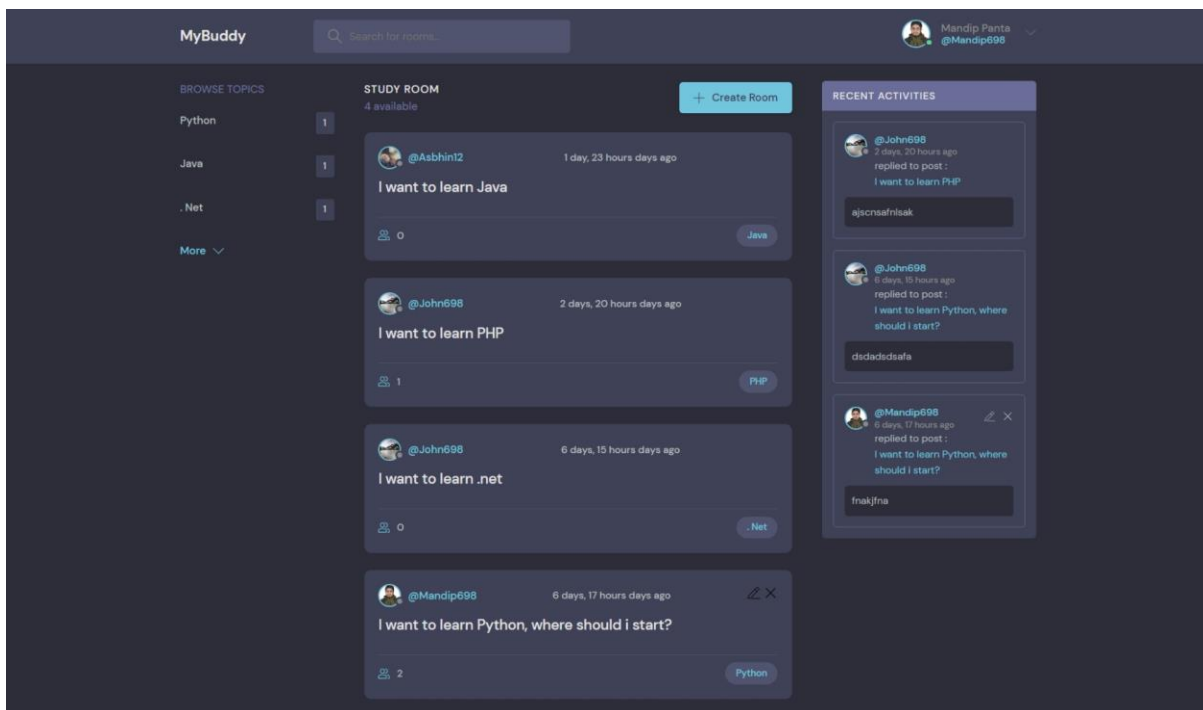 MyBuddy
Search for rooms...
Mandip Panta
@Mandip698
BROWSE TOPICS
Python
1
Java
1
. Net
1
More
STUDY ROOM
4 available
Create Room
@Asbhin12
1 day, 23 hours days ago
I want to learn Java
0
Java
@John698
2 days, 20 hours days ago
I want to learn PHP
1
PHP
@John698
6 days, 15 hours days ago
I want to learn .net
0
. Net
@Mandip698
6 days, 17 hours days ago
I want to learn Python, where should i start?
2
Python
RECENT ACTIVITIES
@John698
2 days, 20 hours ago
replied to post :
I want to learn PHP
ajscnsafnlsak
@John698
6 days, 15 hours ago
replied to post :
I want to learn Python, where
should i start?
dsdadsdsafa
@Mandip698
6 days, 17 hours ago
replied to post :
I want to learn Python, where
should i start?
fnakjfna